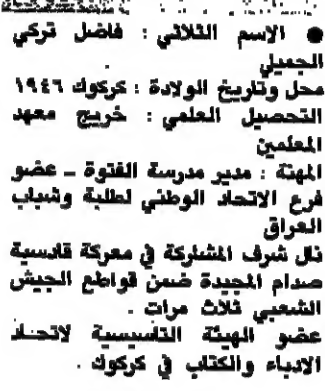 ● الاسم الثلاثي : فاضل تركي
الجميلي
محل وتاريخ الولادة : كركوك ١٩٤٦
التحصيل العلمي : خريج معهد
المعلمين
المهنة : مدير مدرسة الفتوة - عضو
فرع الاتحاد الوطني لطلبة وشباب
العراق
نال شرف المشاركة في معركة قادسية
صدام المجيدة ضمن قواطع الجيش
الشعبي ثلاث مرات .
عضو الهيئة التاسيسية لاتحاد
الادباء والكتاب في كركوك .